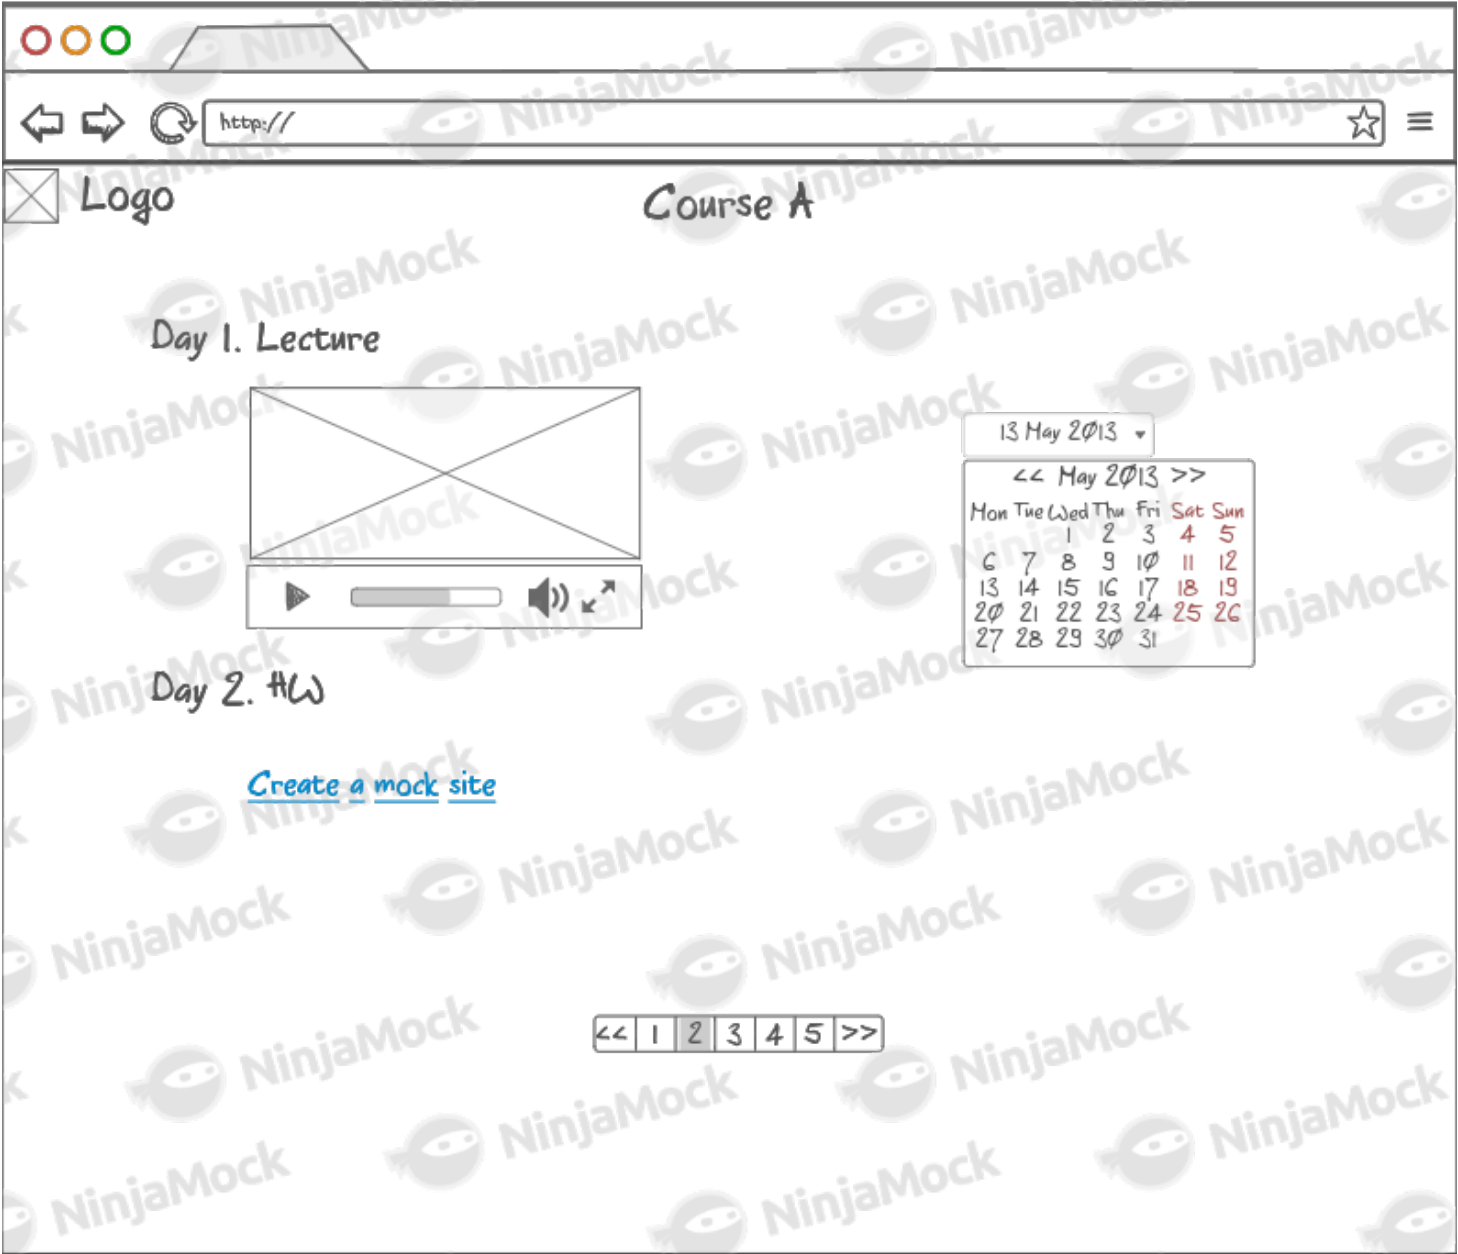 http://
Logo
Course A
Day 1. Lecture
13 May 2013
<< May 2013 >>
Mon Tue Wed Thu Fri Sat Sun
1 2 3 4 5
6 7 8 9 10 11 12
13 14 15 16 17 18 19
20 21 22 23 24 25 26
27 28 29 30 31
Day 2. HW
Create a mock site
<< 1 2 3 4 5 >>
NinjaMock